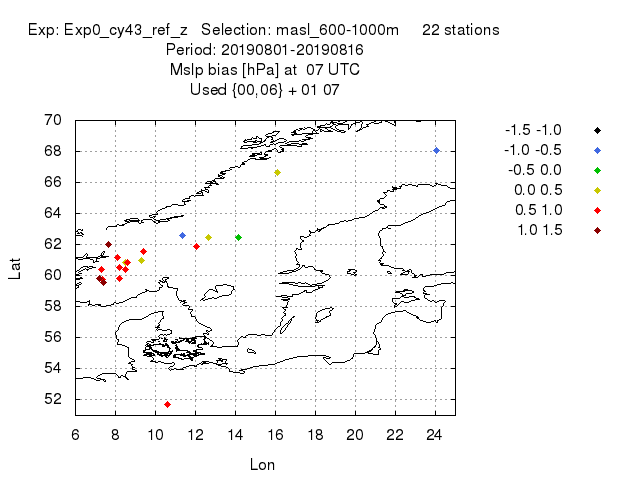 Exp: Exp0_cy43_ref_z   Selection: masl_600-1000m     22 stations
Period: 20190801-20190816
Mslp bias [hPa] at  07 UTC
Used {00,06} + 01 07
70
68
66
64
62
60
58
56
54
52
Lat
6 8 10 12 14 16 18 20 22 24
Lon
-1.5 -1.0
-1.0 -0.5
-0.5 0.0
0.0 0.5
0.5 1.0
1.0 1.5